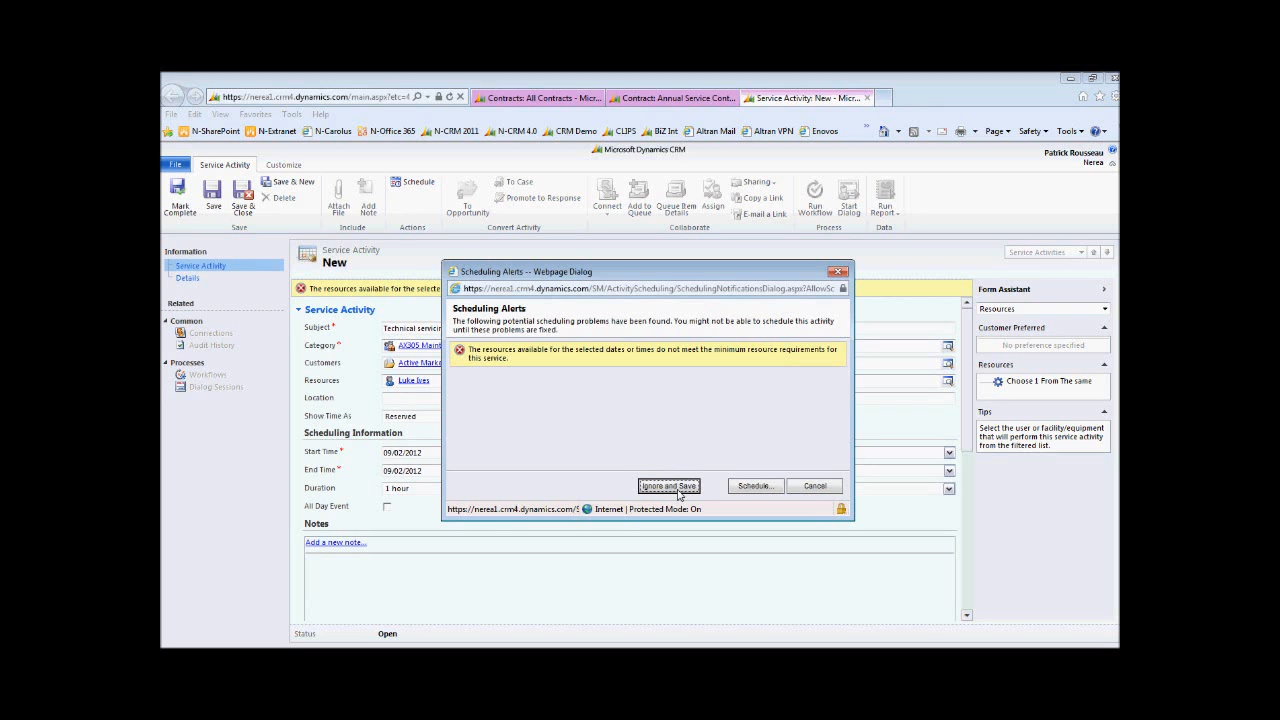 https://nerea1.crm4.dynamics.com/main.aspx?etc=4
Contracts: All Contracts - Micr...
Contract: Annual Service Cont...
Service Activity: New - Micr...
File Edit View Favorites Tools Help
N-SharePoint N-Extranet N-Carolus N-Office 365 N-CRM 2011 N-CRM 4.0 CRM Demo CLIPS BiZ Int Altran Mail Altran VPN Enovos
Page Safety Tools
Microsoft Dynamics CRM
Patrick Rousseau
Nerea
File Service Activity Customize
Mark Complete
Save
Save & Close
Save & New
Delete
Save
Attach File
Add Note
Include
Schedule
Actions
To Opportunity
To Case
Promote to Response
Convert Activity
Connect
Add to Queue
Queue Item Details
Assign
Sharing
Copy a Link
E-mail a Link
Collaborate
Run Workflow
Start Dialog
Process
Run Report
Data
Information
Service Activity
Details
Related
Common
Connections
Audit History
Processes
Workflows
Dialog Sessions
Service Activity
New
Service Activities
The resources available for the selecte
Service Activity
Subject * Technical servicin
Category * AX305 Maint
Customers Active Marke
Resources Luke Ives
Location
Show Time As Reserved
Scheduling Information
Start Time * 09/02/2012
End Time * 09/02/2012
Duration 1 hour
All Day Event
Notes
Add a new note...
Status Open
Scheduling Alerts -- Webpage Dialog
https://nerea1.crm4.dynamics.com/SM/ActivityScheduling/SchedulingNotificationsDialog.aspx?AllowSc
Scheduling Alerts
The following potential scheduling problems have been found. You might not be able to schedule this activity
until these problems are fixed.
The resources available for the selected dates or times do not meet the minimum resource requirements for
this service.
Ignore and Save Schedule... Cancel
https://nerea1.crm4.dynamics.com/S Internet | Protected Mode: On
Form Assistant
Resources
Customer Preferred
No preference specified
Resources
Choose 1 From The same
Tips
Select the user or facility/equipment
that will perform this service activity
from the filtered list.